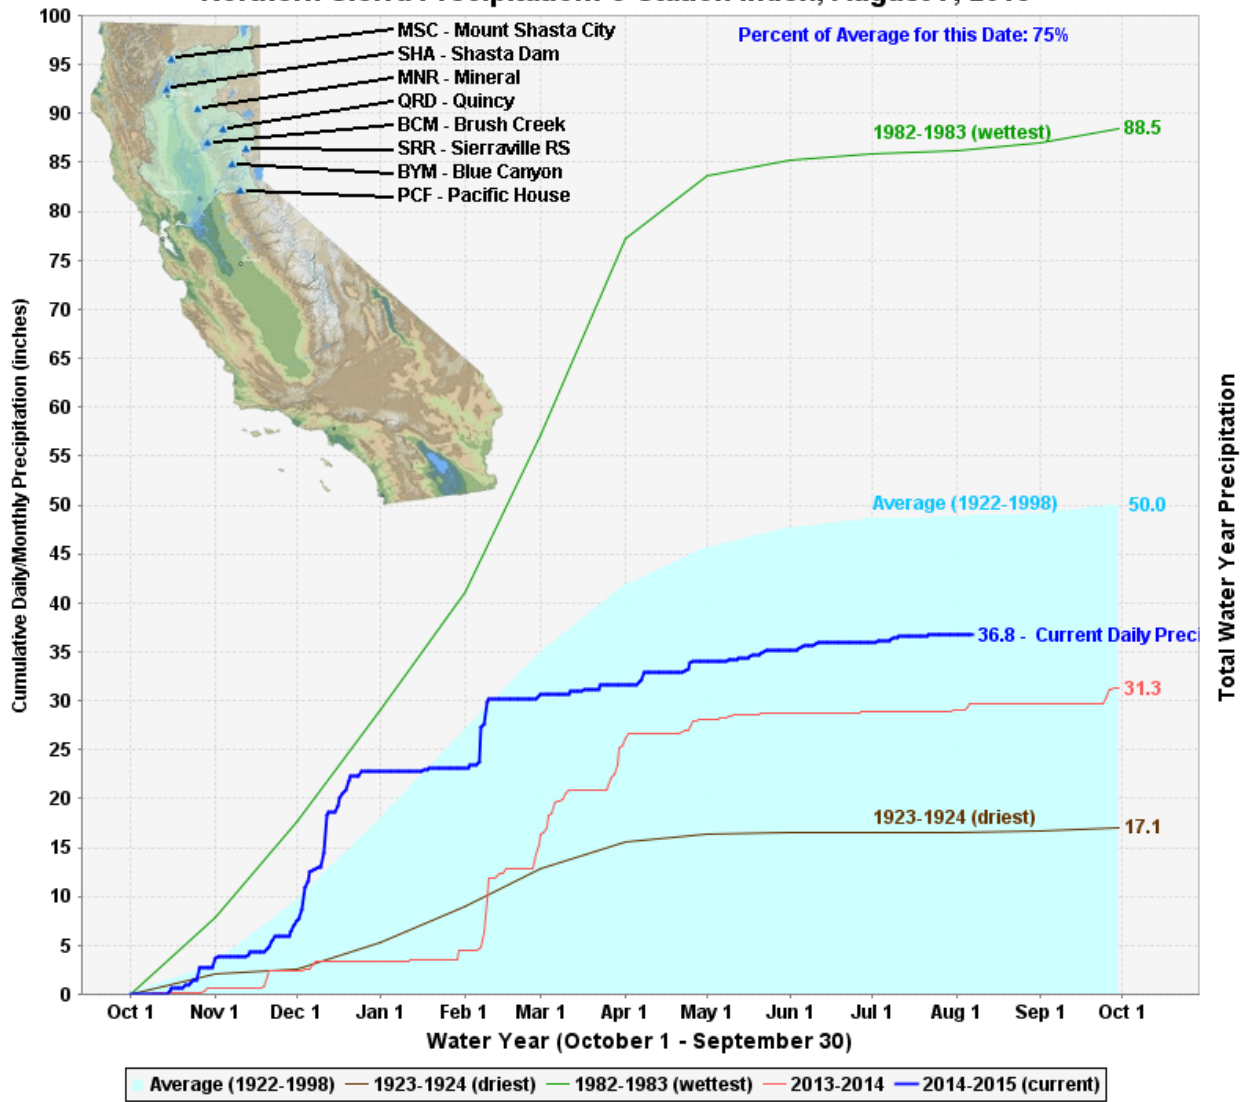 100
95
90
85
80
75
70
65
60
55
50
45
40
35
30
25
20
15
10
5
0
Cumulative Daily/Monthly Precipitation (inches)
MSC - Mount Shasta City
SHA - Shasta Dam
MNR - Mineral
QRD - Quincy
BCM - Brush Creek
SRR - Sierraville RS
BYM - Blue Canyon
PCF - Pacific House
Percent of Average for this Date: 75%
1982-1983 (wettest)
88.5
Average (1922-1998)
50.0
36.8 - Current Daily Preci
31.3
1923-1924 (driest)
17.1
Total Water Year Precipitation
Oct 1 Nov 1 Dec 1 Jan 1 Feb 1 Mar 1 Apr 1 May 1 Jun 1 Jul 1 Aug 1 Sep 1 Oct 1
Water Year (October 1 - September 30)
Average (1922-1998) 1923-1924 (driest) 1982-1983 (wettest) 2013-2014 2014-2015 (current)